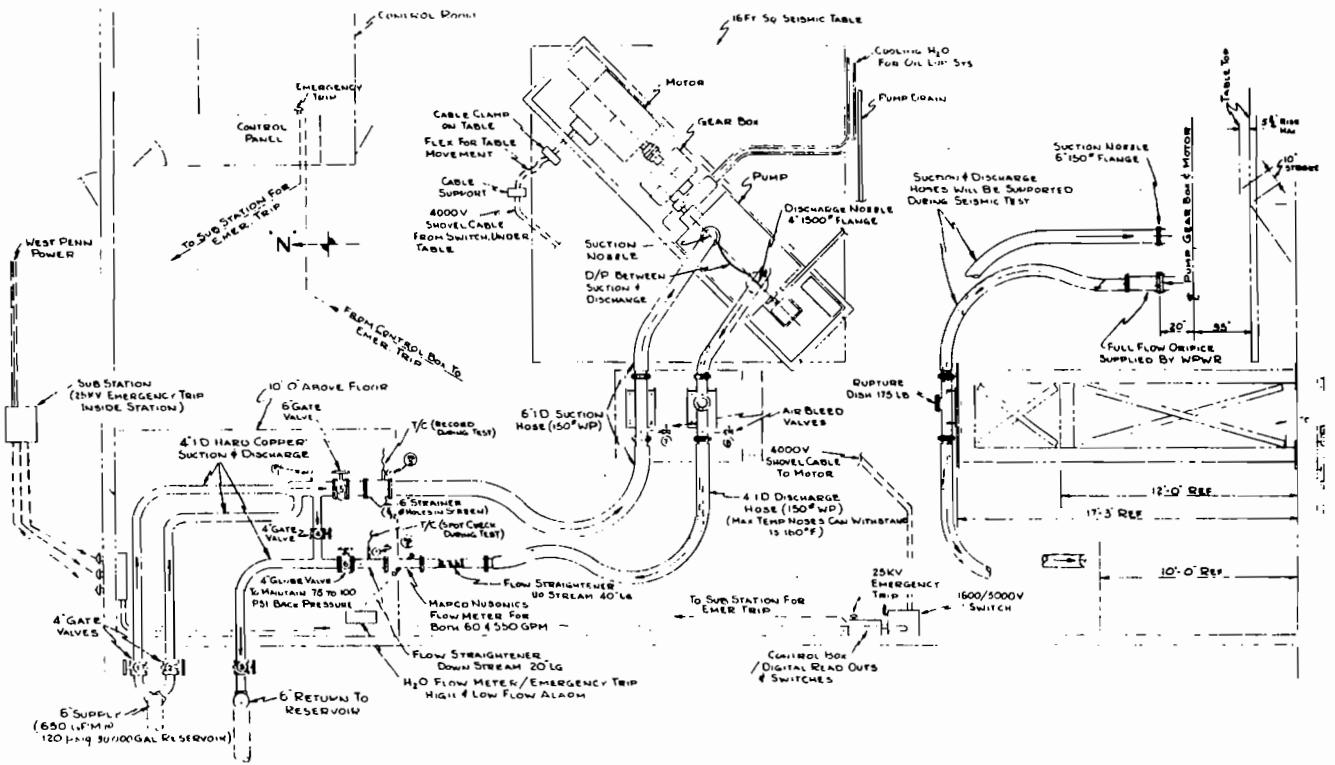 CONTROL ROOM
16FT SQ SEISMIC TABLE
COOLING H2O
FOR OIL LUB SYS
MOTOR
PUMP DRAIN
EMERGENCY
TRIP
CONTROL
PANEL
CABLE CLAMP
ON TABLE
FLEX FOR TABLE
MOVEMENT
GEAR BOX
TABLE TOP
SUCTION NOZZLE
6"150# FLANGE
10"
STROKE
CABLE
SUPPORT
PUMP
SUCTION & DISCHARGE
HOSES WILL BE SUPPORTED
DURING SEISMIC TEST
4000V
SHOVEL CABLE
FROM SWITCH, UNDER
TABLE
DISCHARGE NOZZLE
4"1500# FLANGE
TO SUB STATION FOR
EMER. TRIP
N
WEST PENN
POWER
SUCTION
NOZZLE
D/P BETWEEN
SUCTION &
DISCHARGE
PUMP GEAR BOX & MOTOR
20"
55"
FROM CONTROL BOX
EMER. TRIP TO
FULL FLOW ORIFICE
SUPPLIED BY WPWR
SUB STATION
(25KV EMERGENCY TRIP
INSIDE STATION)
10'0" ABOVE FLOOR
6"GATE
VALVE
RUPTURE
DISH 175 LB
4"ID HARD COPPER
SUCTION & DISCHARGE
T/C (RECORD
DURING TEST)
6"ID SUCTION
HOSE (150# WP)
AIR BLEED
VALVES
4000V
SHOVEL CABLE
TO MOTOR
12'-0" REF
17'-3" REF
10'-0" REF
4"GATE
VALVE
6"STRAINER
HOLES IN SCREEN)
T/C (SPOT CHECK
DURING TEST)
4"ID DISCHARGE
HOSE (150# WP)
(MAX TEMP HOSES CAN WITHSTAND
IS 160°F)
4"GLOBE VALVE
TO MAINTAIN 75 TO 100
PSI BACK PRESSURE
FLOW STRAIGHTENER
UP STREAM 40"LG
25KV
EMERGENCY
TRIP
1600/5000V
SWITCH
MAPCO NUSONICS
FLOW METER FOR
BOTH 60 & 550 GPM
TO SUB STATION FOR
EMER TRIP
4"GATE
VALVES
FLOW STRAIGHTENER
DOWN STREAM 20"LG
CONTROL BOX
/DIGITAL READ OUTS
& SWITCHES
H2O FLOW METER/EMERGENCY TRIP
HIGH & LOW FLOW ALARM
6"RETURN TO
RESERVOIR
6"SUPPLY